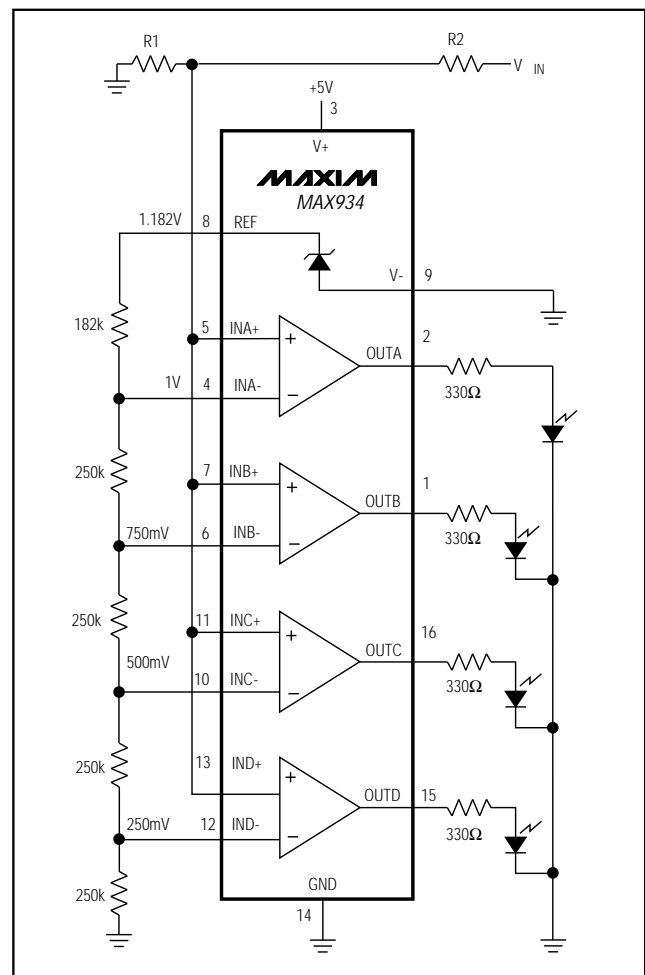 R1
R2
V IN
+5V
3
V+
MAXIM
MAX934
1.182V
8
REF
V-
9
182k
5
INA+
2
OUTA
330Ω
1V
4
INA-
250k
7
INB+
1
OUTB
330Ω
750mV
6
INB-
250k
11
INC+
16
OUTC
330Ω
500mV
10
INC-
250k
13
IND+
15
OUTD
330Ω
250mV
12
IND-
250k
GND
14
+
−
+
−
+
−
+
−